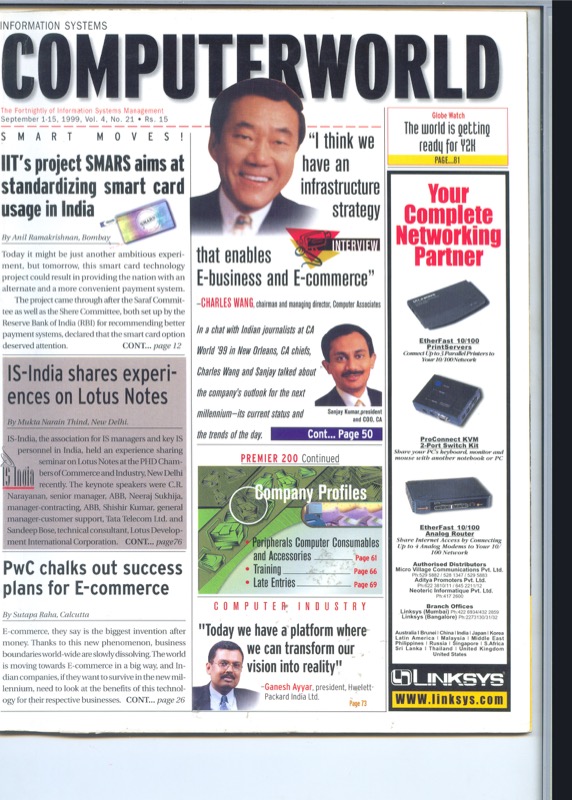 INFORMATION SYSTEMS
COMPUTERWORLD
The Fortnightly of Information Systems Management
September 1-15, 1999, Vol. 4, No. 21 • Rs. 15
SMART MOVES!
IIT's project SMARS aims at
standardizing smart card
usage in India
By Anil Ramakrishnan, Bombay
Today it might be just another ambitious experi-
ment, but tomorrow, this smart card technology
project could result in providing the nation with an
alternate and a more convenient payment system.
The project came through after the Saraf Commit-
tee as well as the Shere Committee, both set up by the
Reserve Bank of India (RBI) for recommending better
payment systems, declared that the smart card option
deserved attention. CONT... page 12
IS-India shares experi-
ences on Lotus Notes
By Mukta Narain Thind, New Delhi.
IS-India, the association for IS managers and key IS
personnel in India, held an experience sharing
seminar on Lotus Notes at the PHD Cham-
bers of Commerce and Industry, New Delhi
recently. The keynote speakers were C.R.
Narayanan, senior manager, ABB, Neeraj Sukhija,
manager-contracting, ABB, Shishir Kumar, general
manager-customer support, Tata Telecom Ltd. and
Sandeep Bose, technical consultant, Lotus Develop-
ment International Corporation. CONT... page76
IS India
PwC chalks out success
plans for E-commerce
By Sutapa Raha, Calcutta
E-commerce, they say is the biggest invention after
money. Thanks to this new phenomenon, business
boundaries world-wide are slowly dissolving. The world
is moving towards E-commerce in a big way, and In-
dian companies, if they want to survive in the new mil-
lennium, need to look at the benefits of this technol-
ogy for their respective businesses. CONT... page 26
"I think we
have an
infrastructure
strategy
that enables
E-business and E-commerce"
INTERVIEW
–CHARLES WANG, chairman and managing director, Computer Associates
In a chat with Indian journalists at CA
World '99 in New Orleans, CA chiefs,
Charles Wang and Sanjay talked about
the company's outlook for the next
millennium–its current status and
the trends of the day.
Sanjay Kumar,president
and COO, CA
Cont... Page 50
PREMIER 200 Continued
Company Profiles
• Peripherals Computer Consumables
and Accessories Page 61
• Training Page 66
• Late Entries Page 69
COMPUTER INDUSTRY
"Today we have a platform where
we can transform our
vision into reality"
–Ganesh Ayyar, president, Hwelett-
Packard India Ltd.
Page 73
Globe Watch
The world is getting
ready for Y2K
PAGE...81
Your
Complete
Networking
Partner
EtherFast 10/100
PrintServers
Connect Up to 3 Parallel Printers to
Your 10/100 Network
ProConnect KVM
2-Port Switch Kit
Share your PC's keyboard, monitor and
mouse with another notebook or PC
EtherFast 10/100
Analog Router
Share Internet Access by Connecting
Up to 4 Analog Modems to Your 10/
100 Network
Authorised Distributors
Micro Village Communications Pvt. Ltd.
Aditya Promoters Pvt. Ltd.
Neoteric Informatique Pvt. Ltd.
Branch Offices
Linksys (Mumbai)
Linksys (Bangalore)
Australia | Brunei | China | India | Japan | Korea
Latin America | Malaysia | Middle East
Philippines | Russia | Singapore | S.Africa
Sri Lanka | Thailand | United Kingdom
United States
LINKSYS
www.linksys.com